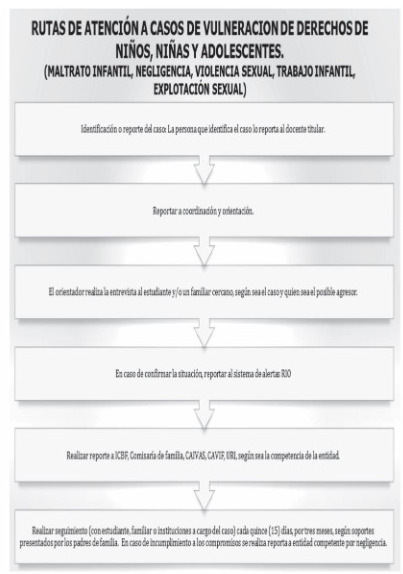 RUTAS DE ATENCIÓN A CASOS DE VULNERACION DE DERECHOS DE
NIÑOS, NIÑAS Y ADOLESCENTES.
(MALTRATO INFANTIL, NEGLIGENCIA, VIOLENCIA SEXUAL, TRABAJO INFANTIL,
EXPLOTACIÓN SEXUAL)
Identificación o reporte del caso: La persona que identifica el caso lo reporta al docente titular.
Reportar a coordinación y orientación.
El orientador realiza la entrevista al estudiante y/o un familiar cercano, según sea el caso y quien sea el posible agresor.
En caso de confirmar la situación, reportar al sistema de alertas RIO
Realizar reporte a ICBF, Comisaría de familia, CAIVAS, CAVIF, URI, según sea la competencia de la entidad.
Realizar seguimiento (con estudiante, familiar o instituciones a cargo del caso) cada quince (15) días, por tres meses, según soportes
presentados por los padres de familia. En caso de incumplimiento a los compromisos se realiza reporta a entidad competente por negligencia.